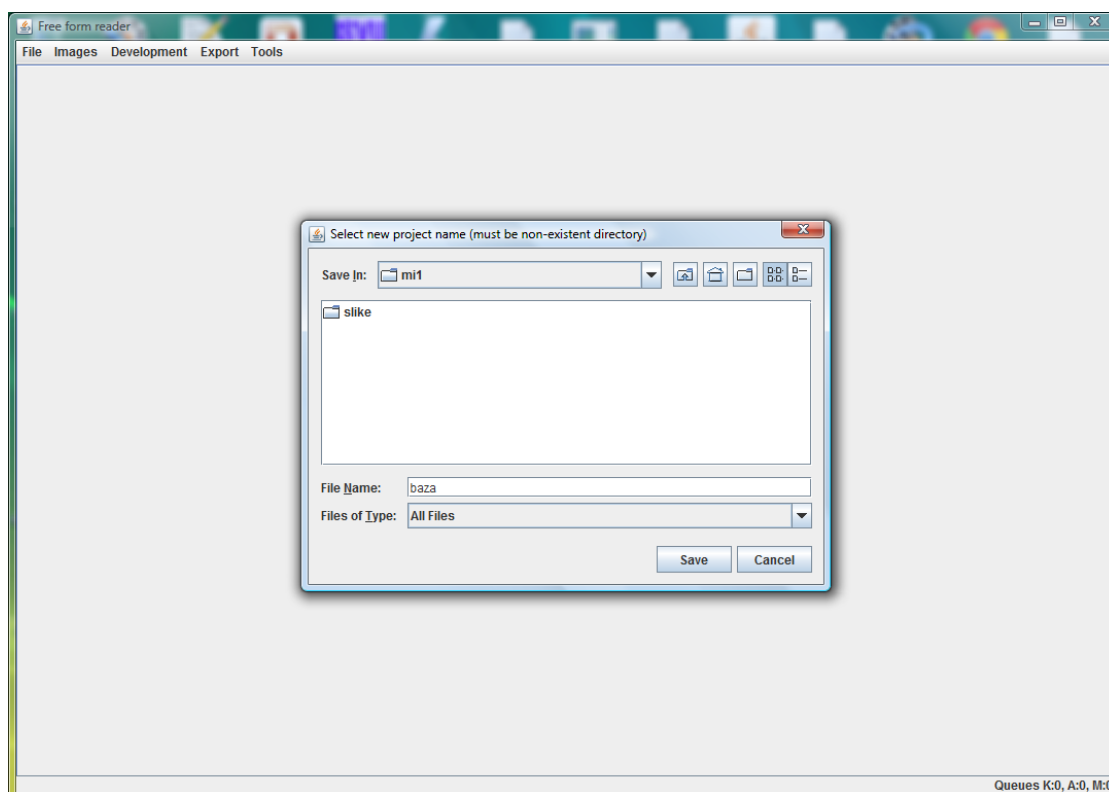 Free form reader
File Images Development Export Tools
Select new project name (must be non-existent directory)
Save In: mi1
slike
File Name: baza
Files of Type: All Files
Save Cancel
Queues K:0, A:0, M:0